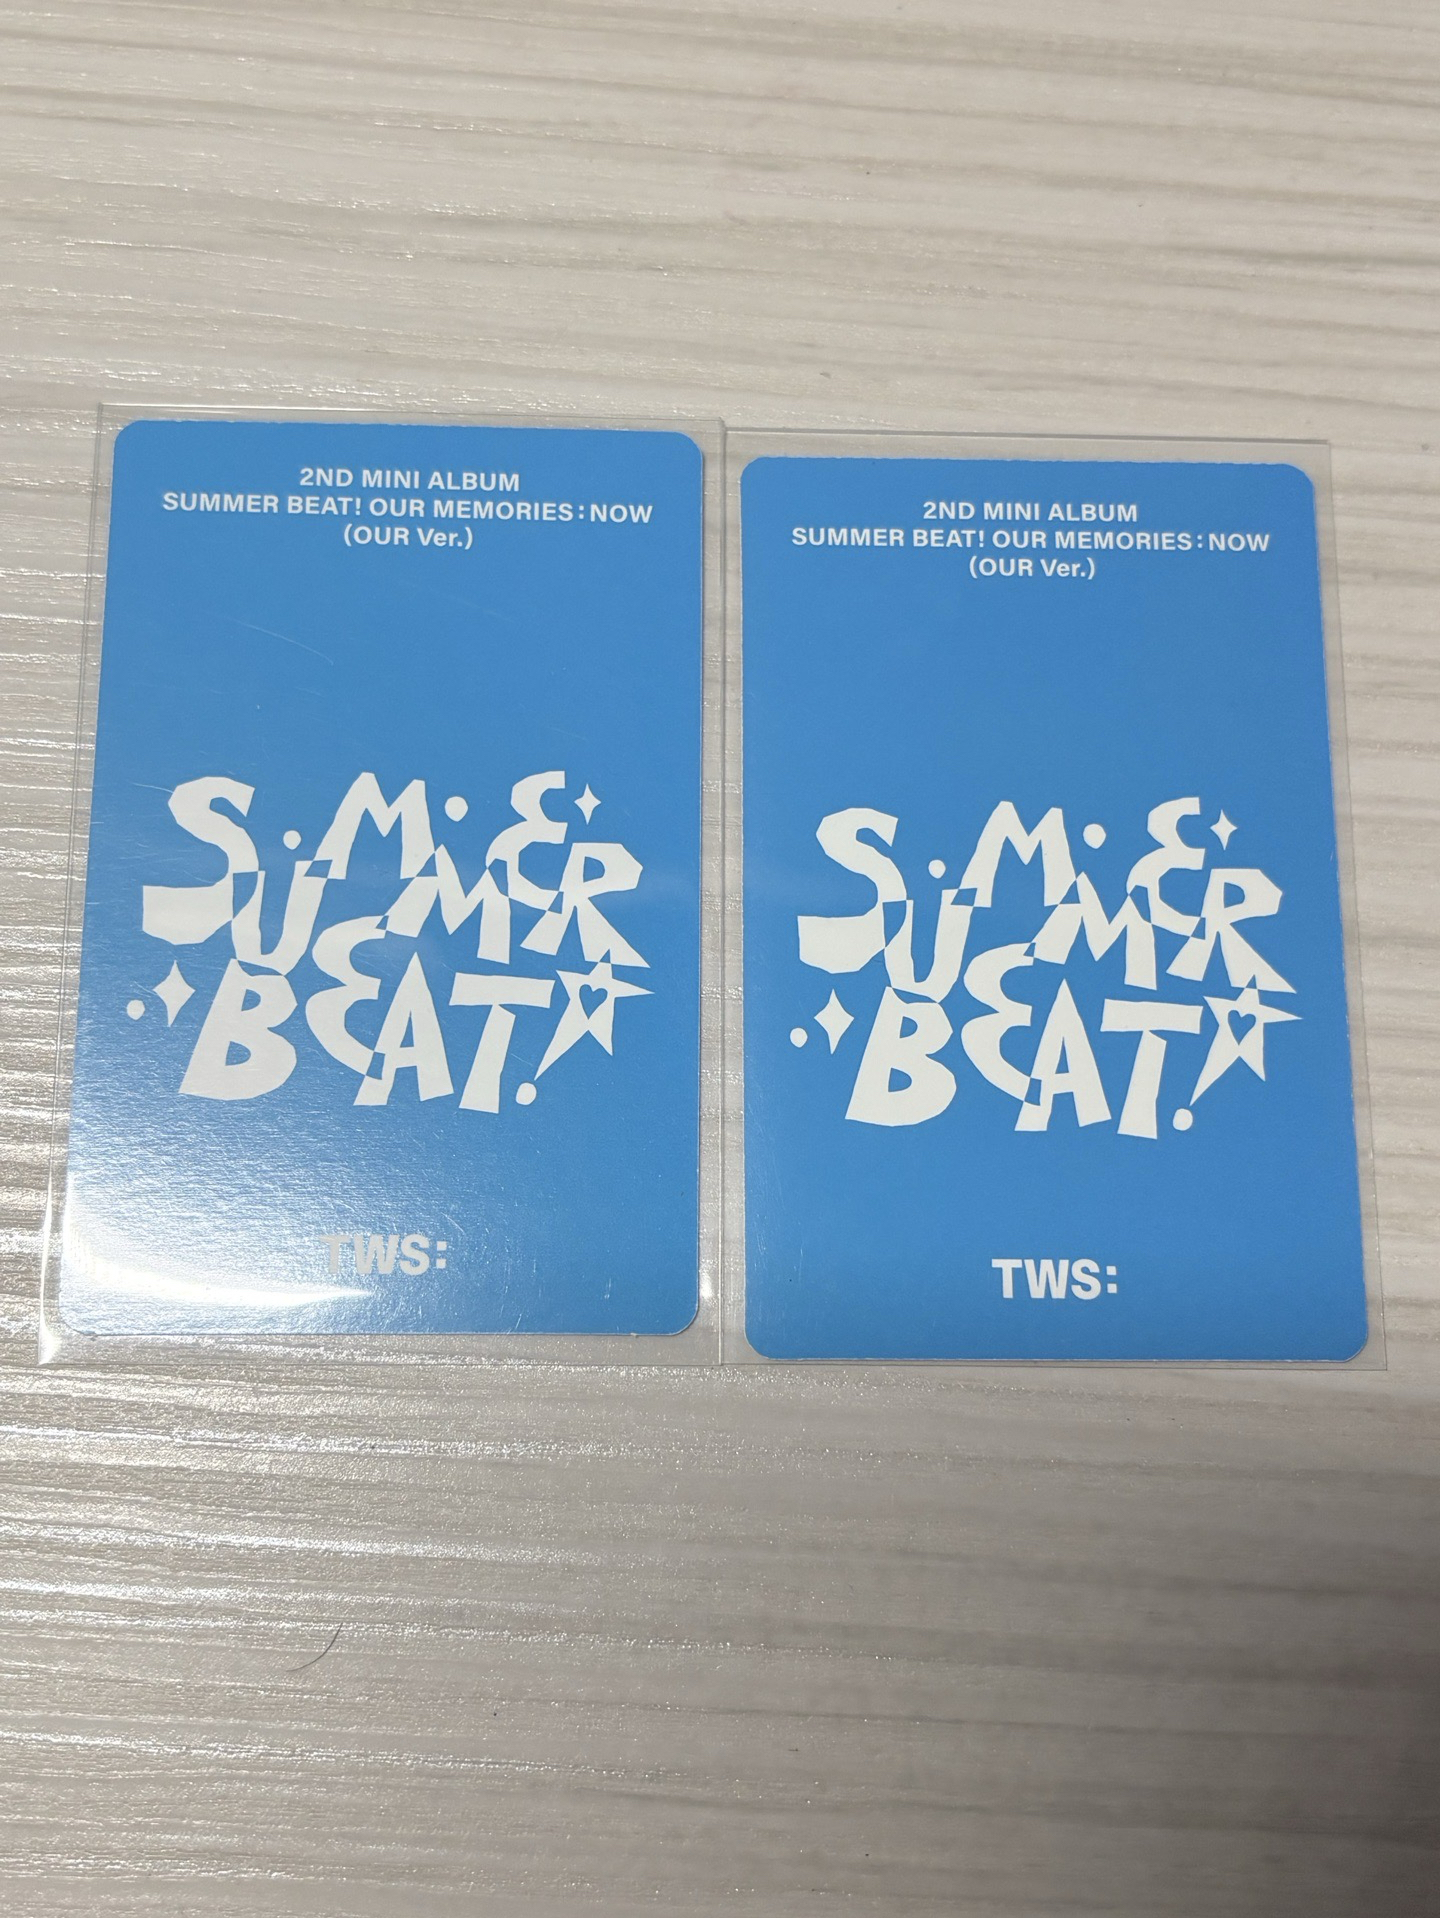 2ND MINI ALBUM
SUMMER BEAT! OUR MEMORIES:NOW
(OUR Ver.)
SUMMER
BEAT!
TWS:
2ND MINI ALBUM
SUMMER BEAT! OUR MEMORIES:NOW
(OUR Ver.)
SUMMER
BEAT!
TWS: